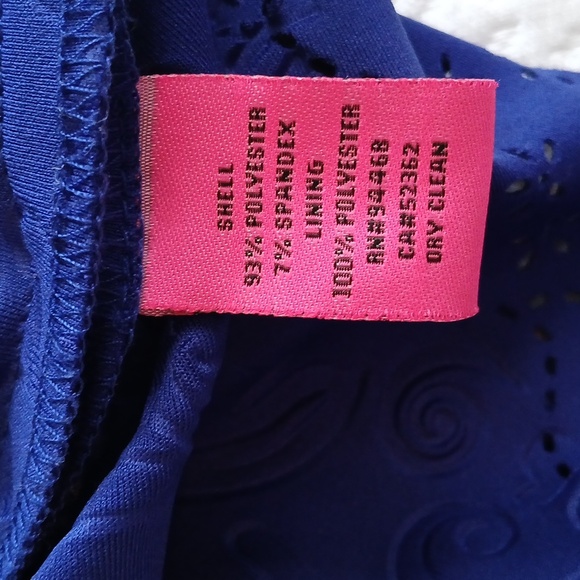 SHELL
93% POLYESTER
7% SPANDEX
LINING
100% POLYESTER
RN#94468
CA#52362
DRY CLEAN